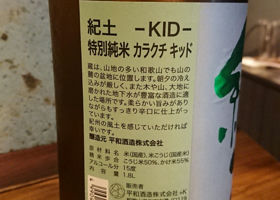 紀土 -KID-
特別純米 カラクチ キッド
蔵は、山地の多い和歌山でも山の
麓の盆地に位置します。朝夕の冷え
込みが厳しく、また木や山、大地に
磨かれた地下水が豊富な酒造に適
した場所です。柔らかい旨みがあり
ながらもすっきり辛口に仕上がって
います。
紀州の風土を感じていただければ
幸いです。
醸造元 平和酒造株式会社
原材料名 米(国産)、米こうじ(国産米)
精米歩合 こうじ米50%、かけ米55%
アルコール分 15度
内容量 1.8L
販売者
平和酒造株式会社 +K